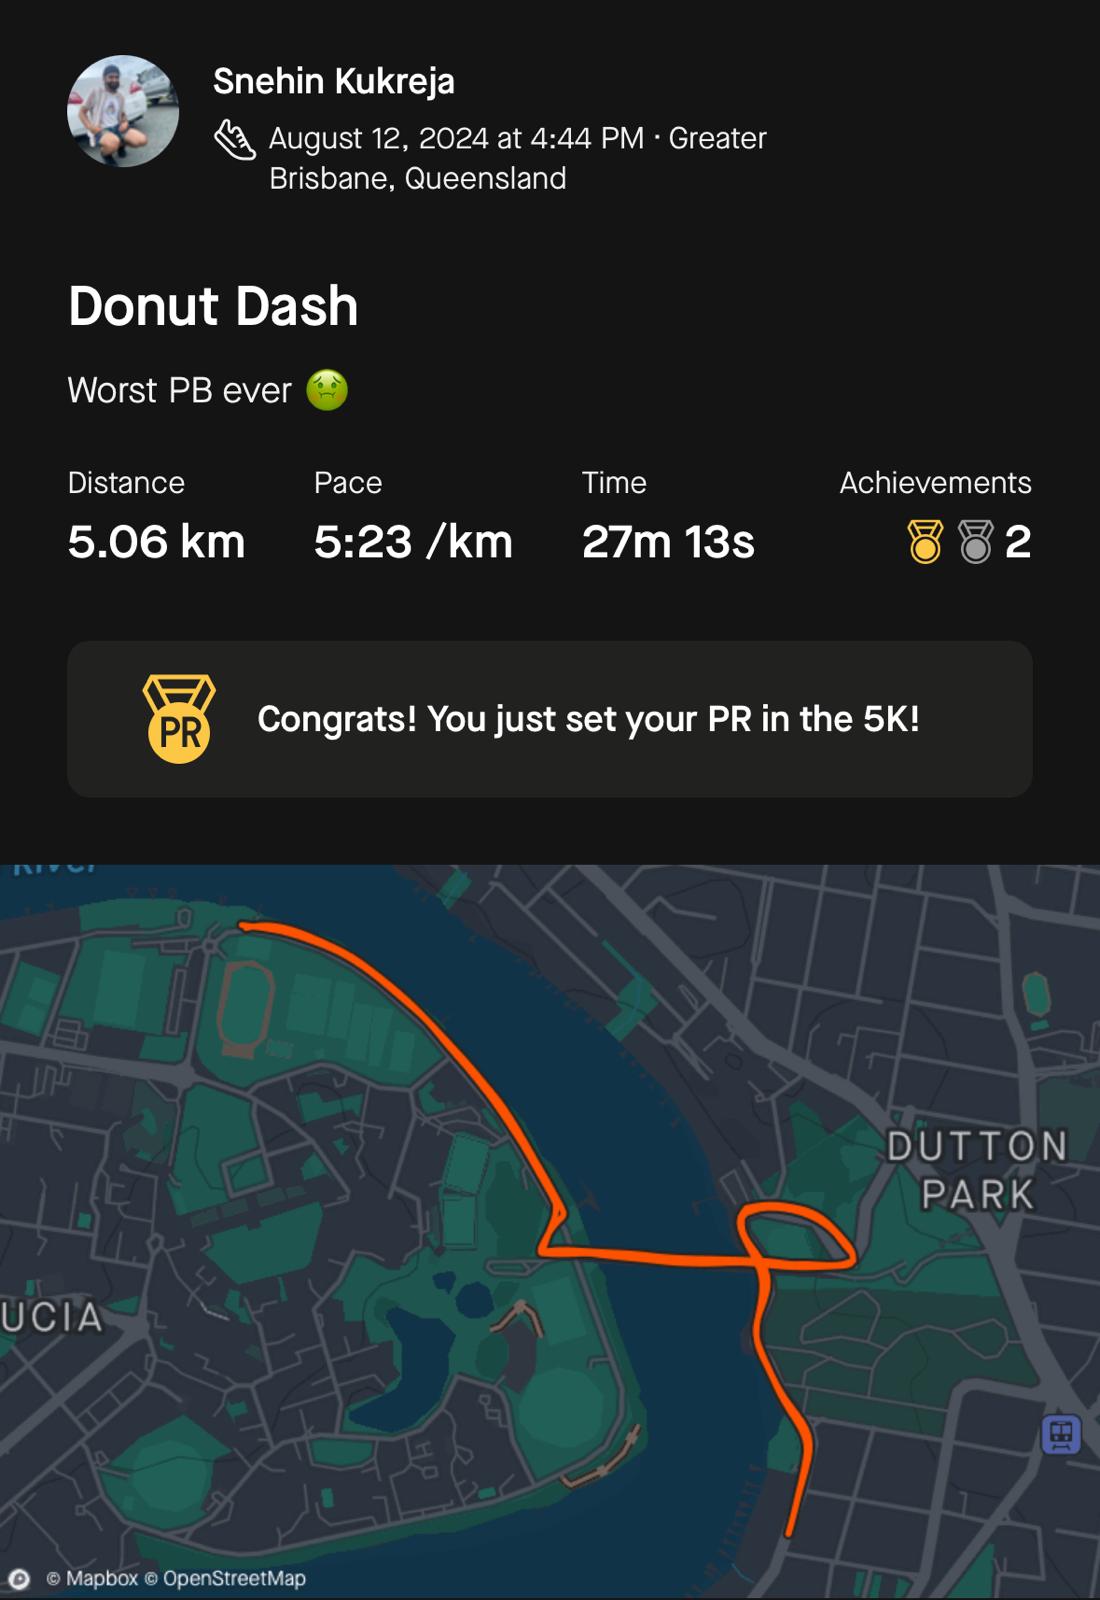 Snehin Kukreja
August 12, 2024 at 4:44 PM · Greater
Brisbane, Queensland
Donut Dash
Worst PB ever 🤢
Distance Pace Time Achievements
5.06 km 5:23 /km 27m 13s 2
PR Congrats! You just set your PR in the 5K!
River
DUTTON
PARK
UCIA
© Mapbox © OpenStreetMap